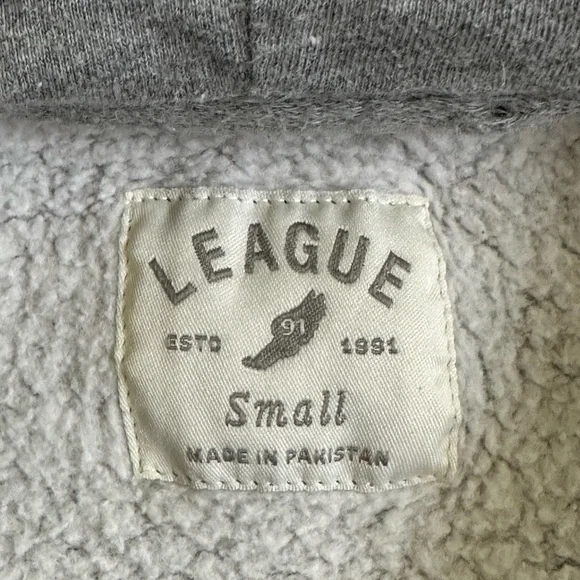 LEAGUE
ESTD 91 1991
Small
MADE IN PAKISTAN